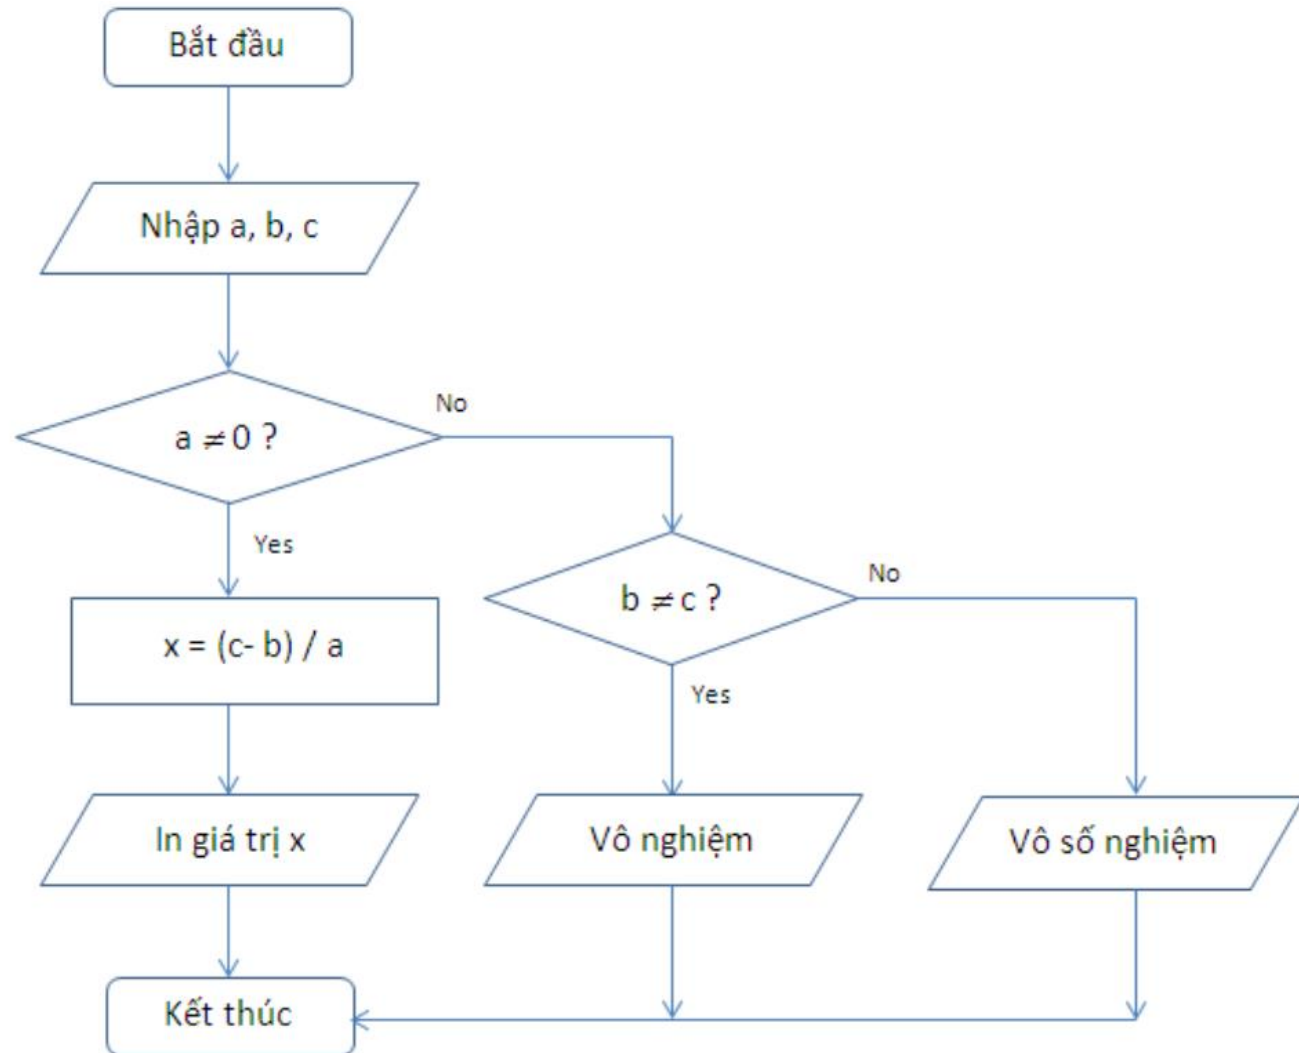 Bắt đầu
Nhập a, b, c
a ≠ 0 ?
No
Yes
b ≠ c ?
No
x = (c- b) / a
Yes
In giá trị x
Vô nghiệm
Vô số nghiệm
Kết thúc